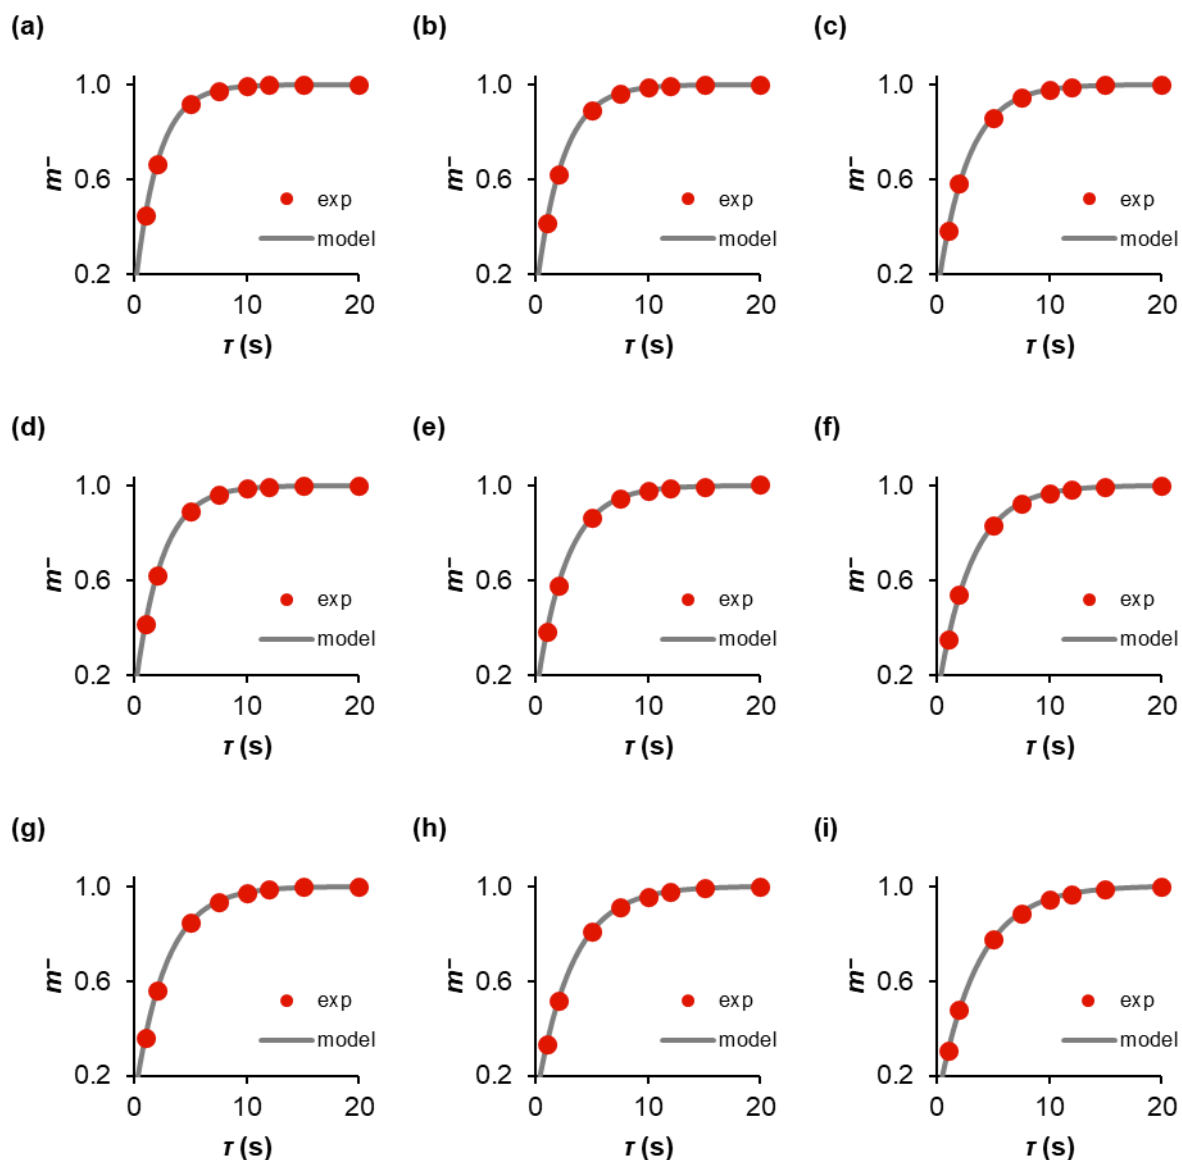 (a) (b) (c)
1.0 1.0 1.0
m⁻ 0.6 m⁻ 0.6 m⁻ 0.6
exp exp exp
model model model
0.2 0.2 0.2
0 10 20 0 10 20 0 10 20
τ (s) τ (s) τ (s)
(d) (e) (f)
1.0 1.0 1.0
m⁻ 0.6 m⁻ 0.6 m⁻ 0.6
exp exp exp
model model model
0.2 0.2 0.2
0 10 20 0 10 20 0 10 20
τ (s) τ (s) τ (s)
(g) (h) (i)
1.0 1.0 1.0
m⁻ 0.6 m⁻ 0.6 m⁻ 0.6
exp exp exp
model model model
0.2 0.2 0.2
0 10 20 0 10 20 0 10 20
τ (s) τ (s) τ (s)